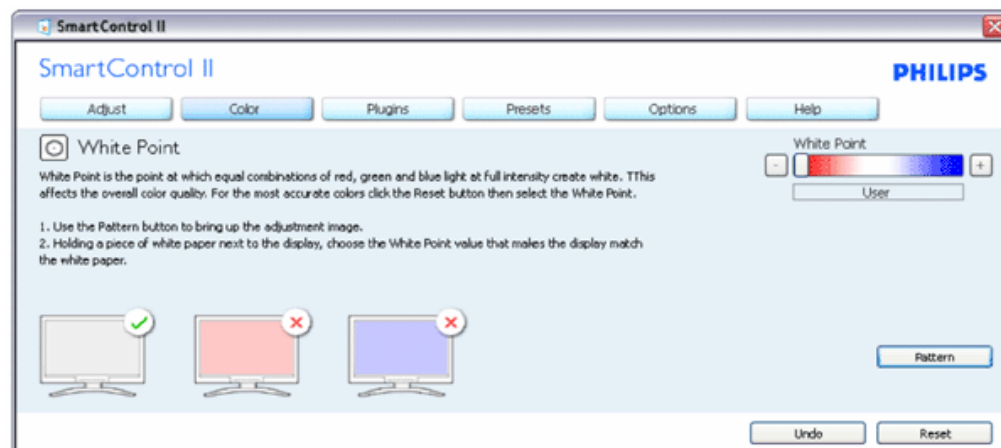 SmartControl II
SmartControl II
PHILIPS
Adjust Color Plugins Presets Options Help
White Point
White Point is the point at which equal combinations of red, green and blue light at full intensity create white. TThis
affects the overall color quality. For the most accurate colors click the Reset button then select the White Point.
1. Use the Pattern button to bring up the adjustment image.
2. Holding a piece of white paper next to the display, choose the White Point value that makes the display match
the white paper.
White Point
- +
User
Pattern
Undo Reset